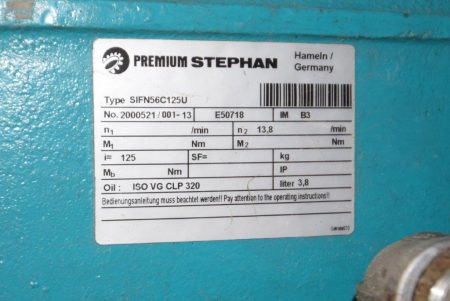 PREMIUM STEPHAN
Hameln /
Germany
Type SIFN56C125U
No. 2000521/001-13 E50718 IM B3
n1 /min n2 13,8 /min
M1 Nm M2 Nm
i= 125 SF= kg
Mb Nm IP
Oil: ISO VG CLP 320 liter 3,8
Bedienungsanleitung muss beachtet werden!! Pay attention to the operating instructions!!